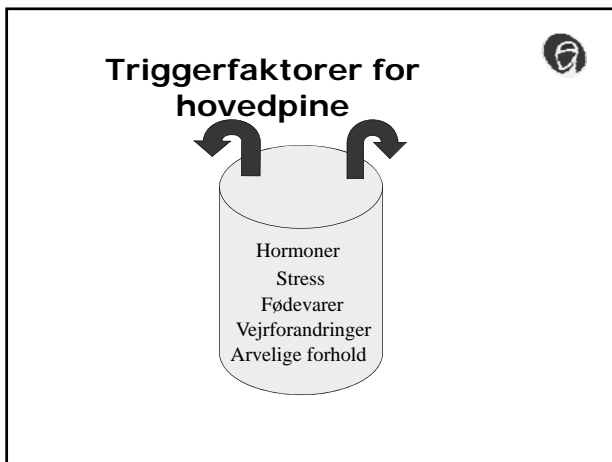 Triggerfaktorer for
hovedpine
Hormoner
Stress
Fødevarer
Vejrforandringer
Arvelige forhold